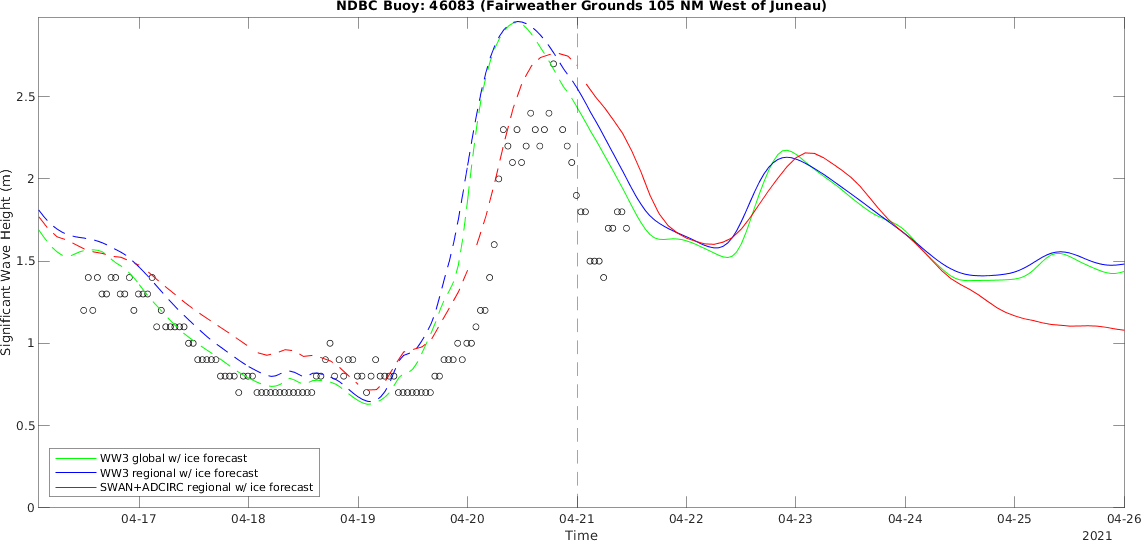 NDBC Buoy: 46083 (Fairweather Grounds 105 NM West of Juneau)
Significant Wave Height (m)
2.5
2
1.5
1
0.5
0
WW3 global w/ ice forecast
WW3 regional w/ ice forecast
SWAN+ADCIRC regional w/ ice forecast
04-17 04-18 04-19 04-20 04-21 04-22 04-23 04-24 04-25 04-26
Time
2021